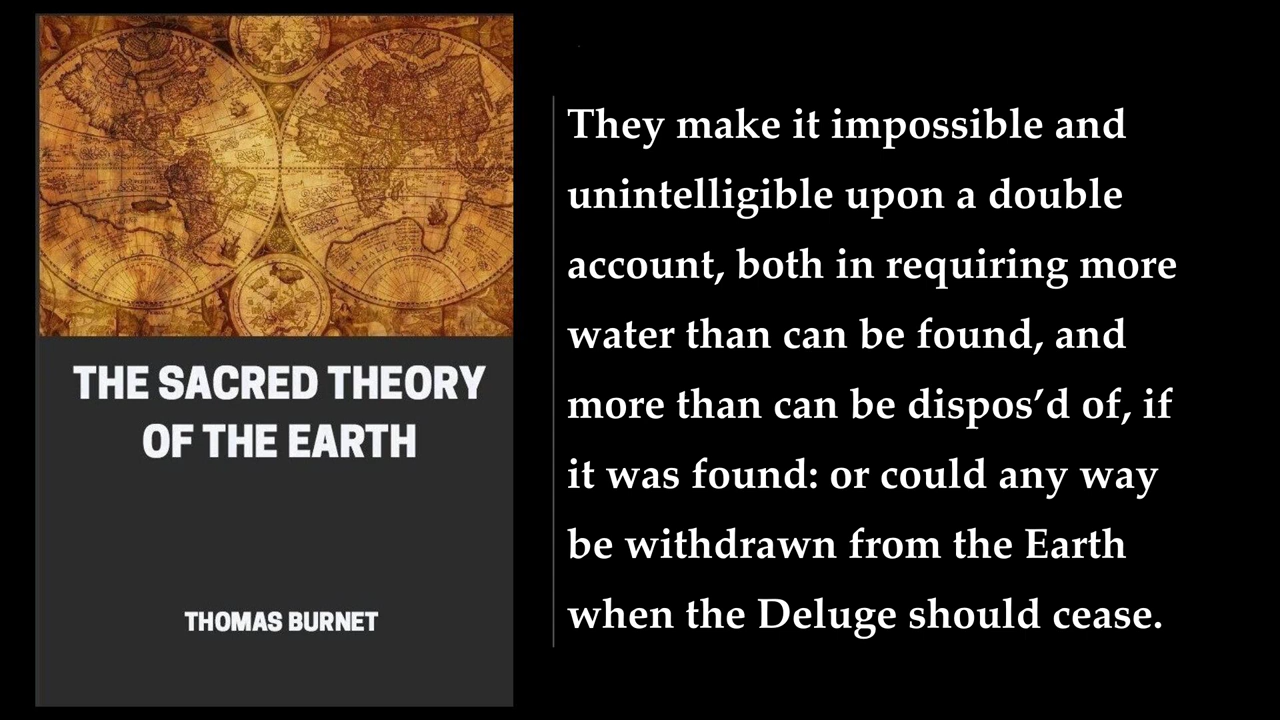 THE SACRED THEORY
OF THE EARTH
THOMAS BURNET
They make it impossible and
unintelligible upon a double
account, both in requiring more
water than can be found, and
more than can be dispos’d of, if
it was found: or could any way
be withdrawn from the Earth
when the Deluge should cease.